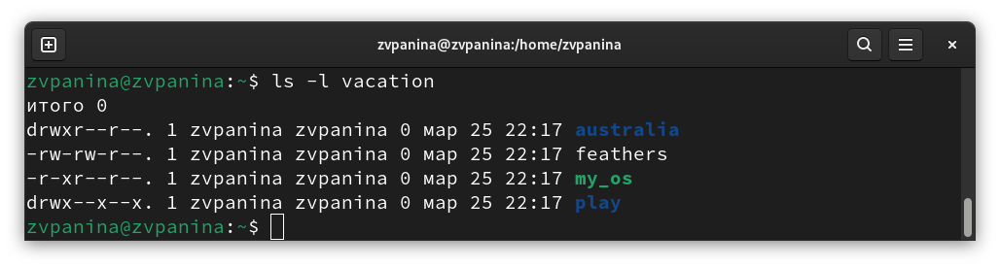 zvpanina@zvpanina:/home/zvpanina
zvpanina@zvpanina:~$ ls -l vacation
итого 0
drwxr--r--. 1 zvpanina zvpanina 0 мар 25 22:17 australia
-rw-rw-r--. 1 zvpanina zvpanina 0 мар 25 22:17 feathers
-r-xr--r--. 1 zvpanina zvpanina 0 мар 25 22:17 my_os
drwx--x--x. 1 zvpanina zvpanina 0 мар 25 22:17 play
zvpanina@zvpanina:~$